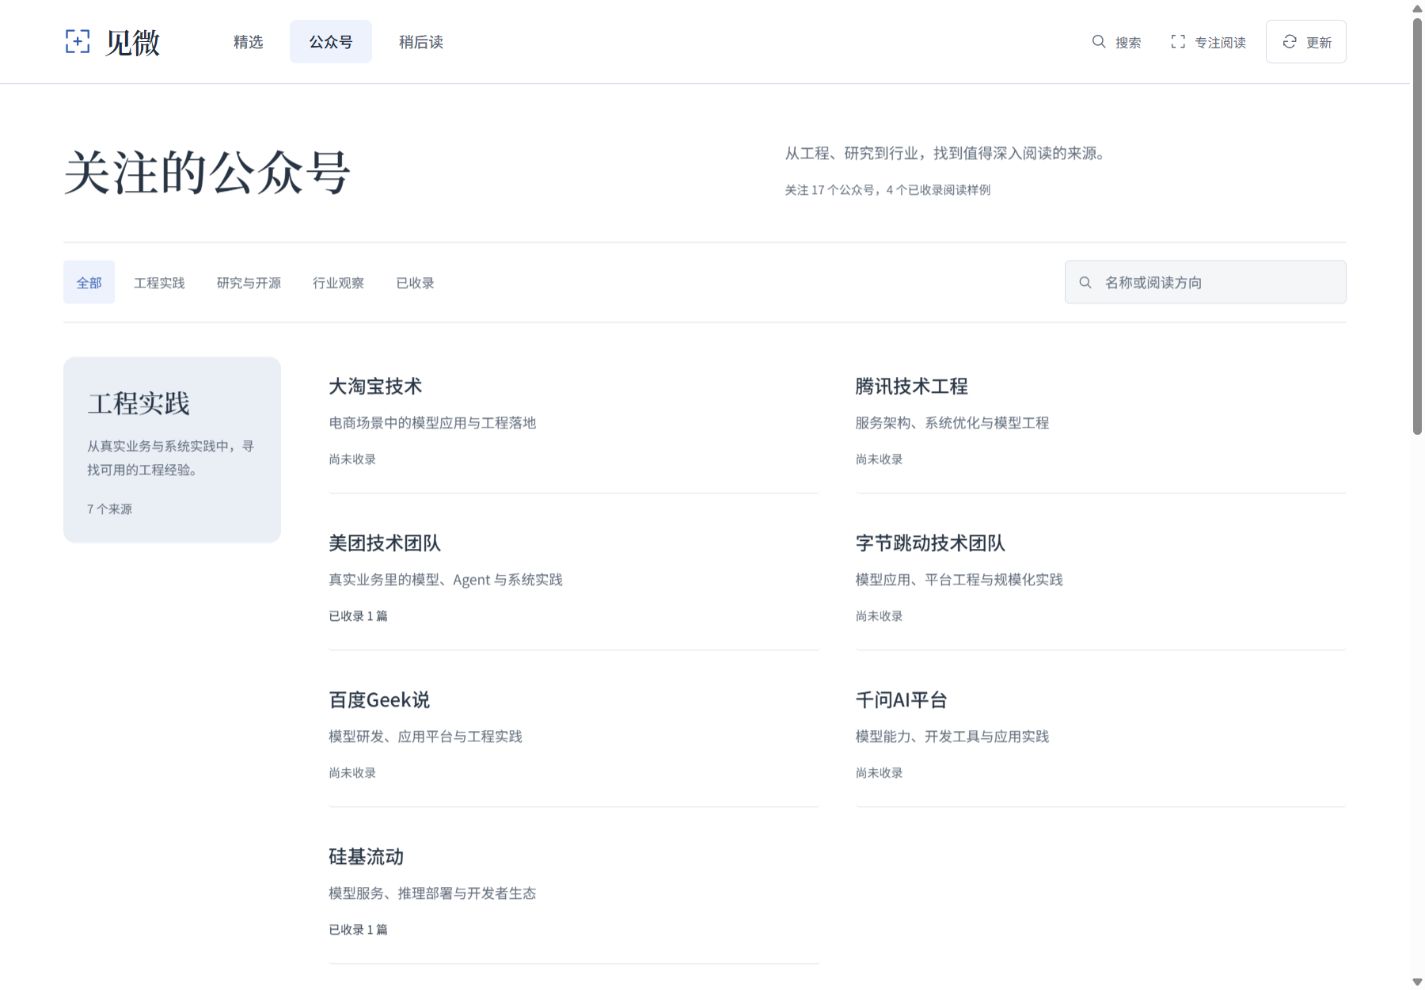 见微
精选
公众号
稍后读
搜索
专注阅读
更新
关注的公众号
从工程、研究到行业，找到值得深入阅读的来源。
关注 17 个公众号，4 个已收录阅读样例
全部
工程实践
研究与开源
行业观察
已收录
名称或阅读方向
工程实践
从真实业务与系统实践中，寻
找可用的工程经验。
7 个来源
大淘宝技术
电商场景中的模型应用与工程落地
尚未收录
腾讯技术工程
服务架构、系统优化与模型工程
尚未收录
美团技术团队
真实业务里的模型、Agent 与系统实践
已收录 1 篇
字节跳动技术团队
模型应用、平台工程与规模化实践
尚未收录
百度Geek说
模型研发、应用平台与工程实践
尚未收录
千问AI平台
模型能力、开发工具与应用实践
尚未收录
硅基流动
模型服务、推理部署与开发者生态
已收录 1 篇